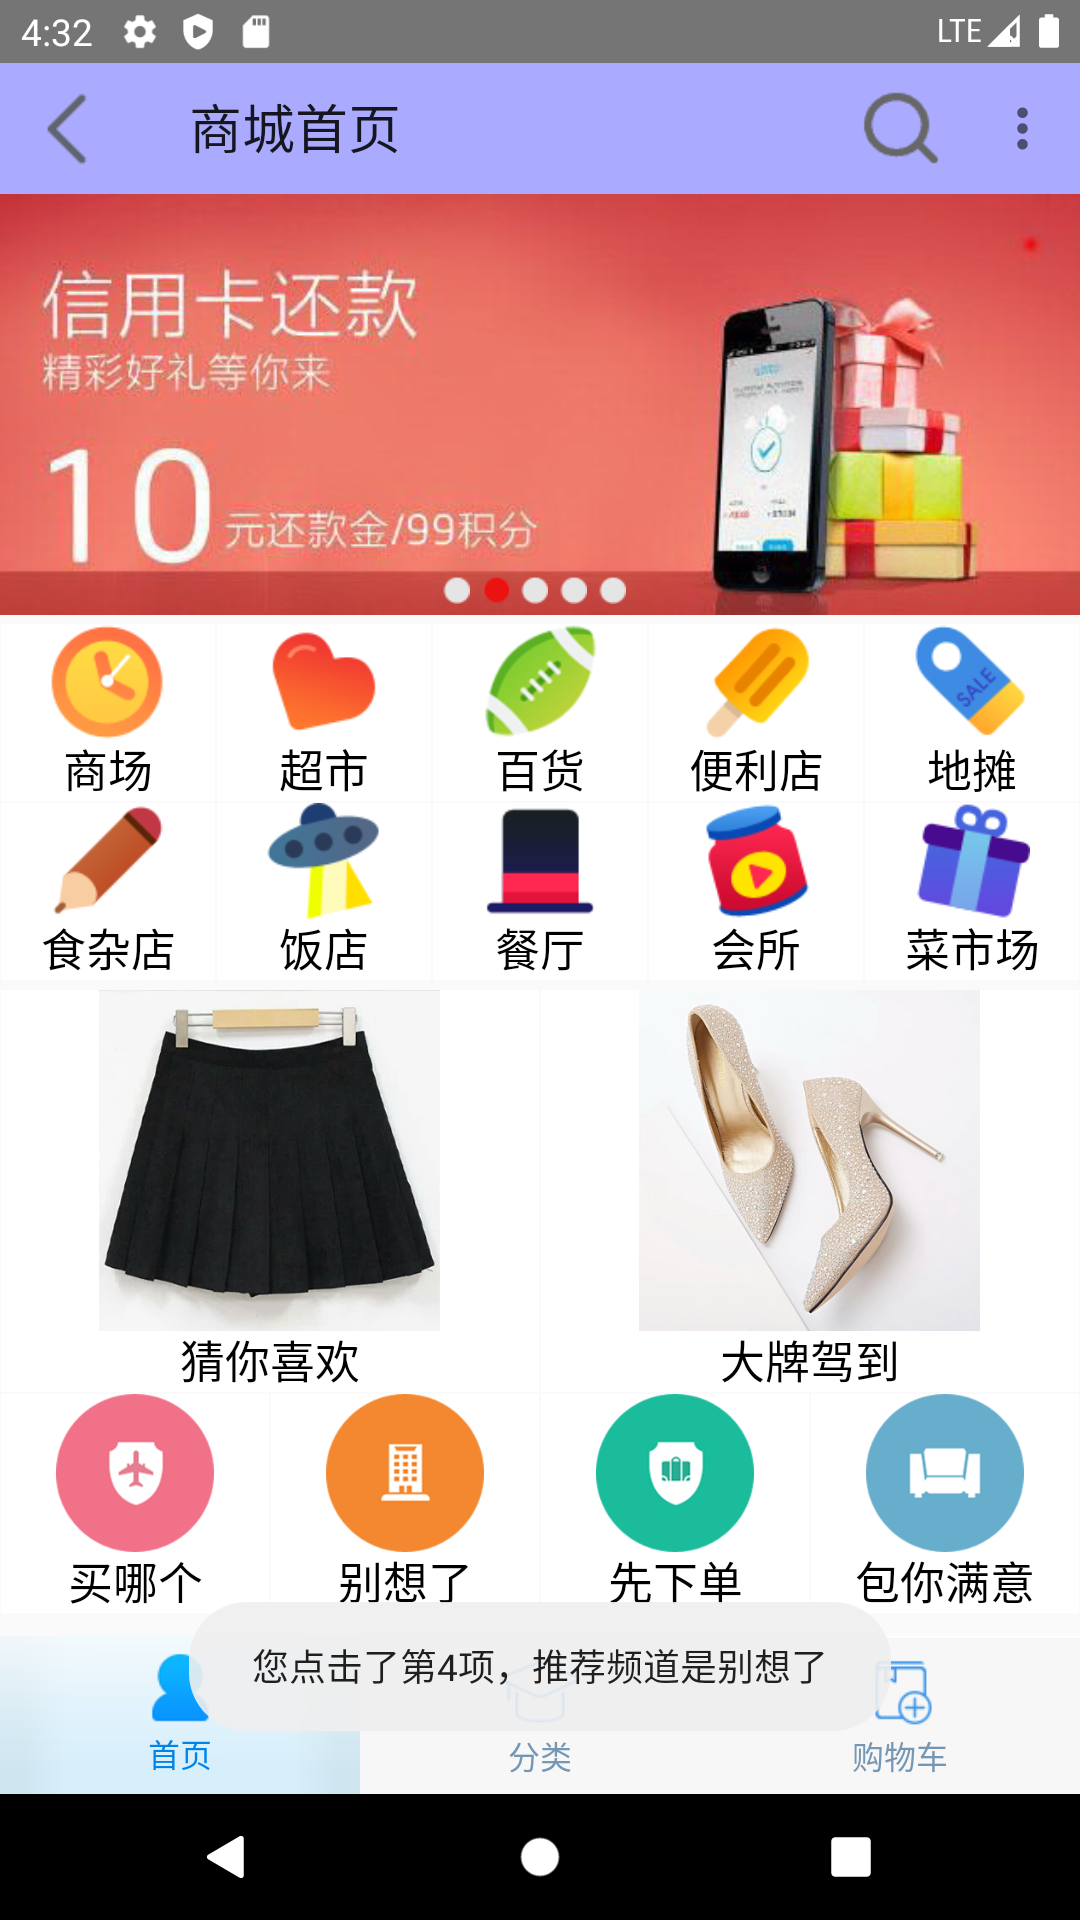 4:32
LTE
商城首页
信用卡还款
精彩好礼等你来
10元还款金/99积分
商场
超市
百货
便利店
SALE
地摊
食杂店
饭店
餐厅
会所
菜市场
猜你喜欢
大牌驾到
买哪个
别想了
先下单
包你满意
您点击了第4项，推荐频道是别想了
首页
分类
购物车